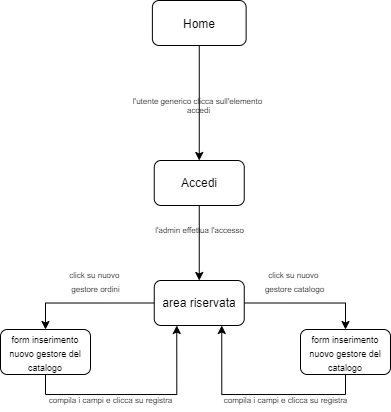 Home
l'utente generico clicca sull'elemento
accedi
Accedi
l'admin effettua l'accesso
click su nuovo
gestore ordini
click su nuovo
gestore catalogo
area riservata
form inserimento
nuovo gestore del
catalogo
form inserimento
nuovo gestore del
catalogo
compila i campi e clicca su registra
compila i campi e clicca su registra